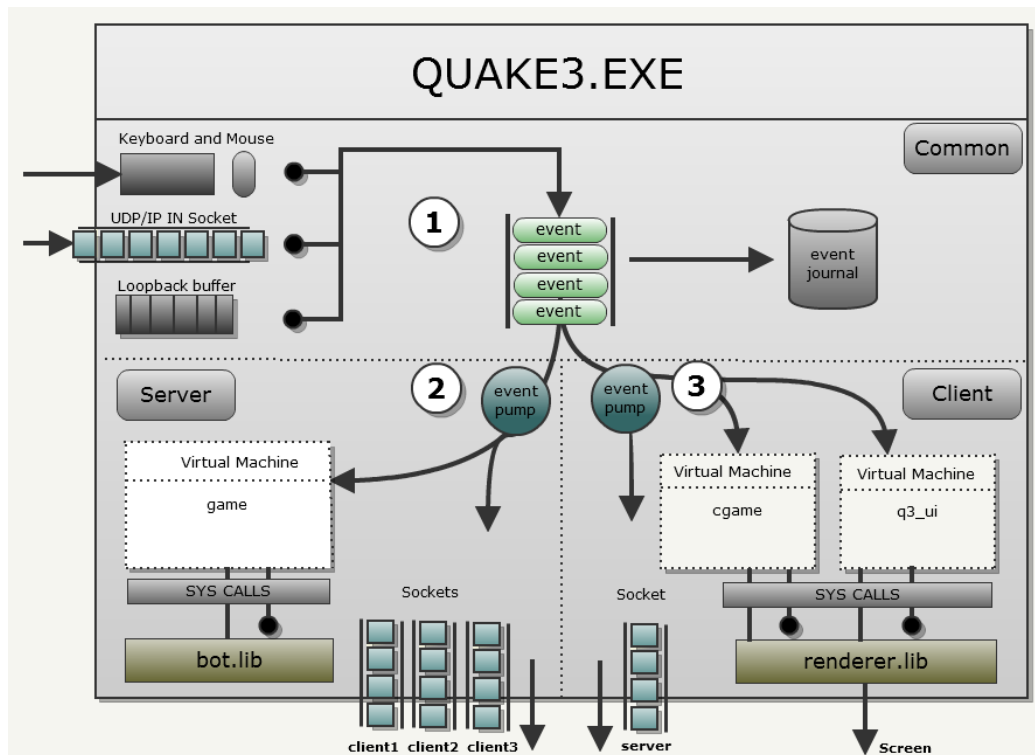 QUAKE3.EXE
Keyboard and Mouse
Common
UDP/IP IN Socket
1
event
event
event
event
event
journal
Loopback buffer
Server
2
event
pump
event
pump
3
Client
Virtual Machine
game
Virtual Machine
cgame
Virtual Machine
q3_ui
SYS CALLS
Sockets
Socket
SYS CALLS
bot.lib
renderer.lib
client1
client2
client3
server
Screen